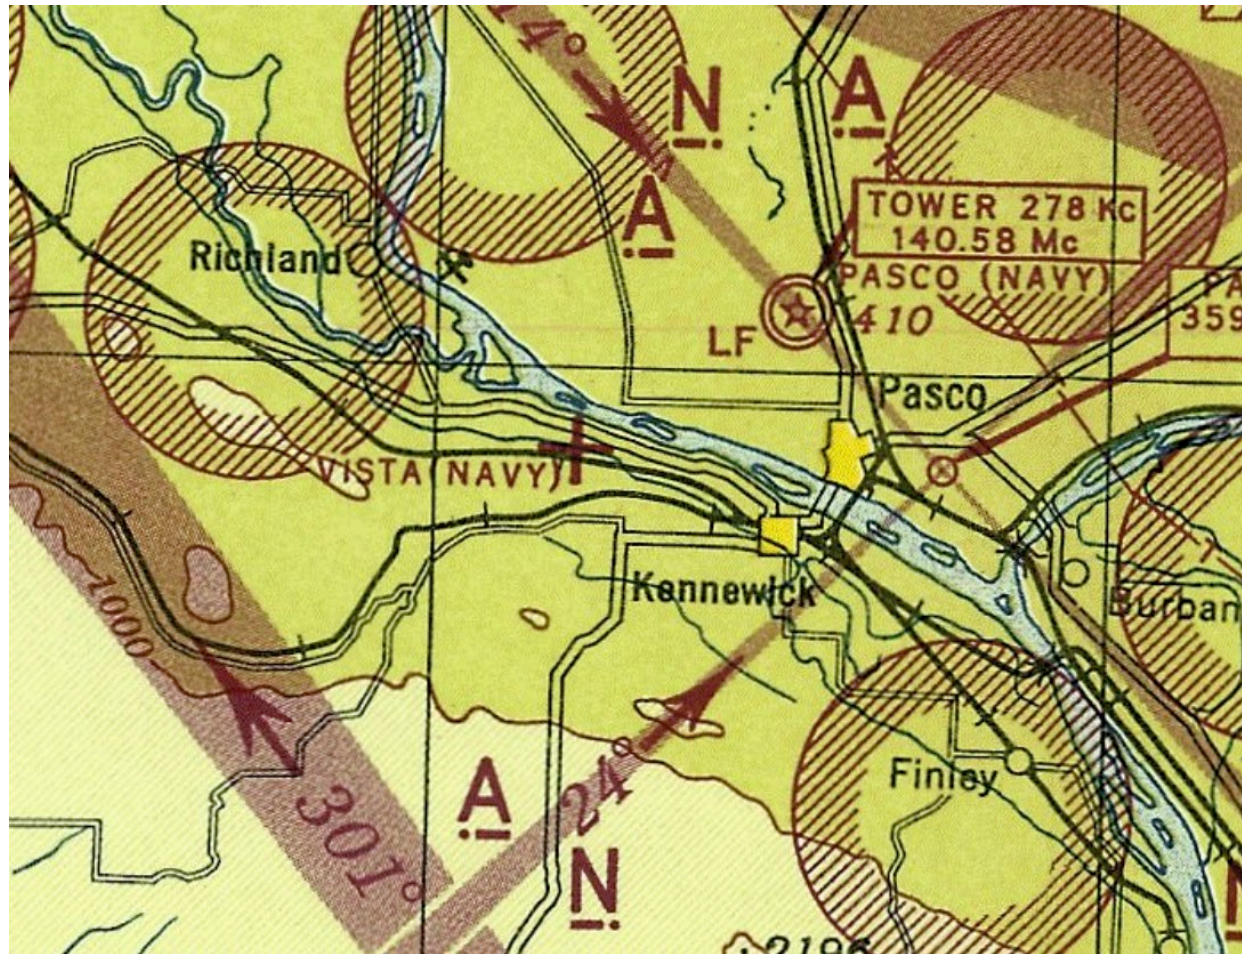 14°
N
A
A
TOWER 278 Kc
140.58 Mc
Richland
PASCO (NAVY)
410
LF
PA
359
Pasco
VISTA (NAVY)
1000
Kennewick
Burban
24°
Finley
A
301°
N
N
2196